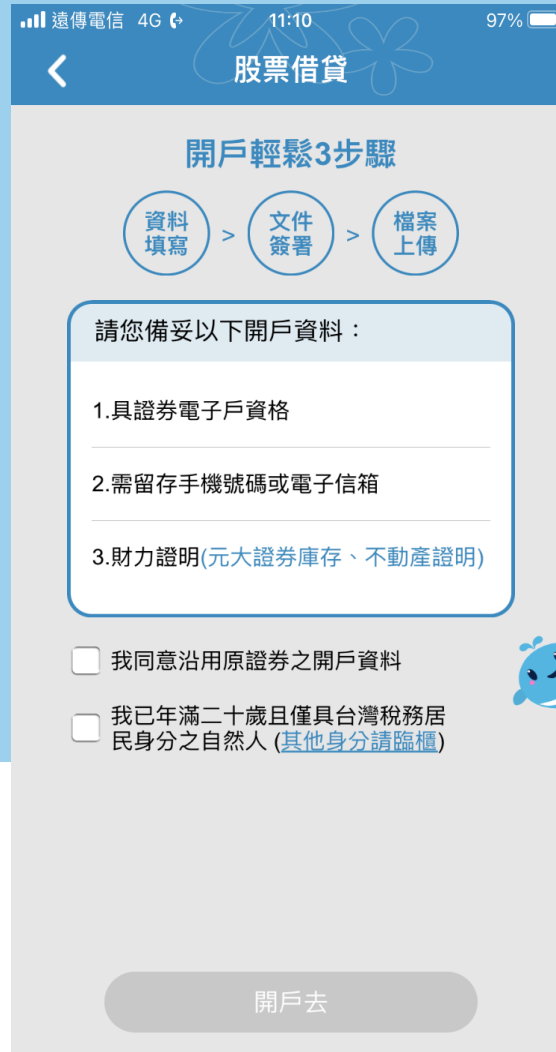 遠傳電信 4G 11:10 97%
股票借貸
開戶輕鬆3步驟
資料
填寫
>
文件
簽署
>
檔案
上傳
請您備妥以下開戶資料：
1.具證券電子戶資格
2.需留存手機號碼或電子信箱
3.財力證明(元大證券庫存、不動產證明)
我同意沿用原證券之開戶資料
我已年滿二十歲且僅具台灣稅務居
民身分之自然人 (其他身分請臨櫃)
開戶去